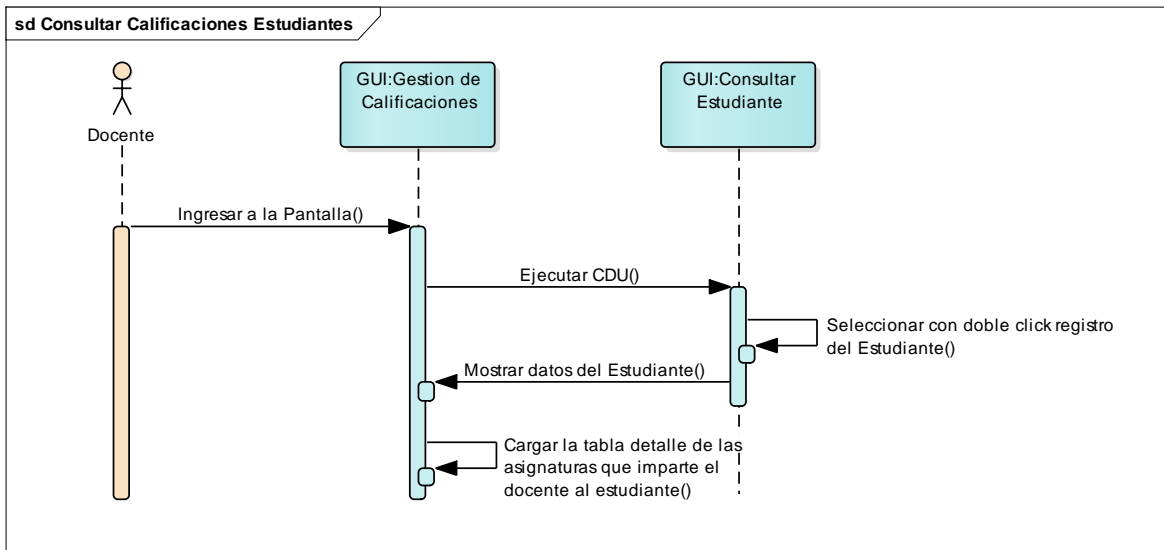 sd Consultar Calificaciones Estudiantes
Docente
GUI:Gestion de
Calificaciones
GUI:Consultar
Estudiante
Ingresar a la Pantalla()
Ejecutar CDU()
Seleccionar con doble click registro
del Estudiante()
Mostrar datos del Estudiante()
Cargar la tabla detalle de las
asignaturas que imparte el
docente al estudiante()